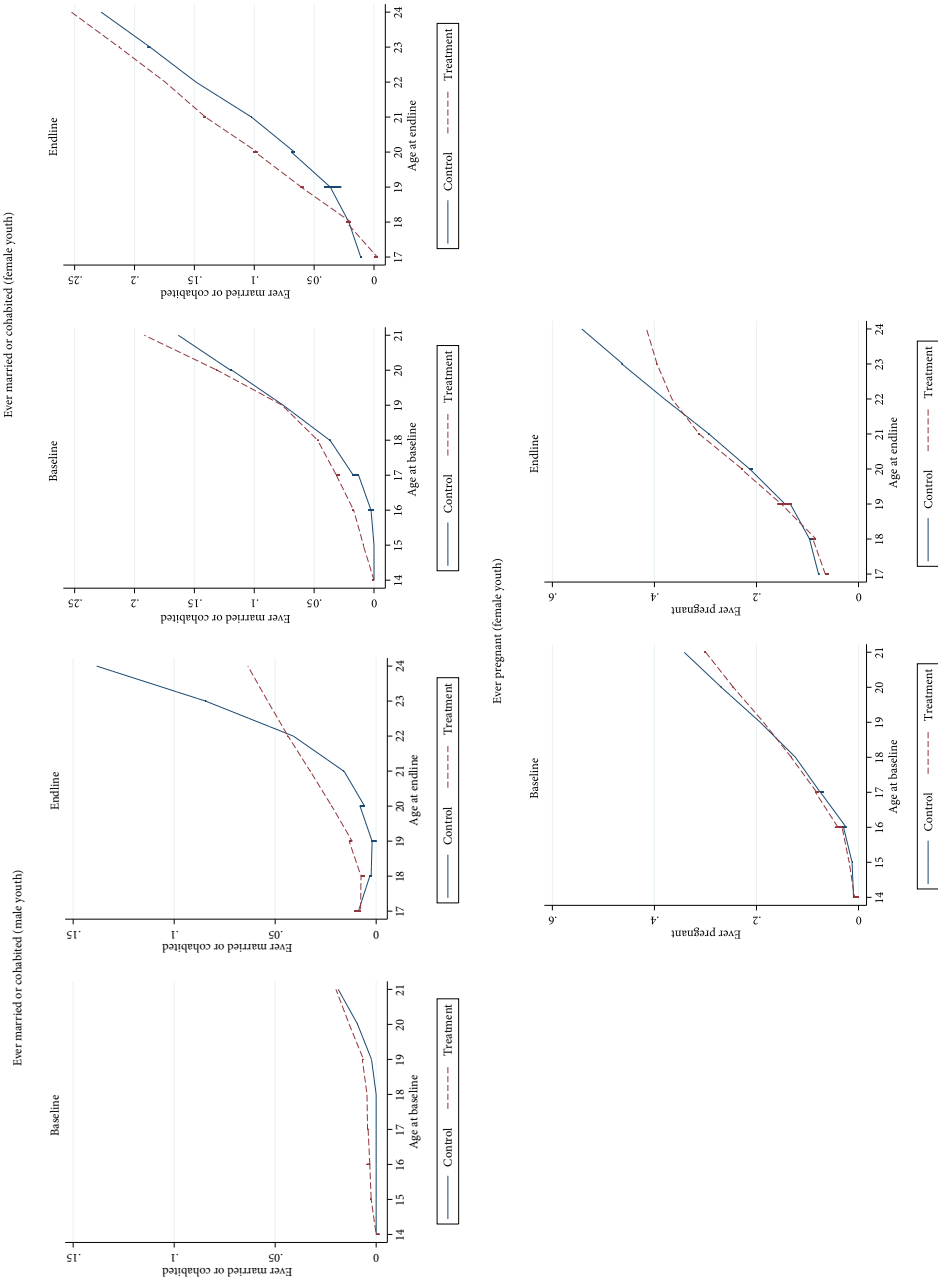 Ever married or cohabited (male youth)
Baseline
Ever married or cohabited
.15
.1
.05
0
14 15 16 17 18 19 20 21
Age at baseline
Control Treatment
Endline
Ever married or cohabited
.15
.1
.05
0
17 18 19 20 21 22 23 24
Age at endline
Control Treatment
Ever married or cohabited (female youth)
Baseline
Ever married or cohabited
.25
.2
.15
.1
.05
0
14 15 16 17 18 19 20 21
Age at baseline
Control Treatment
Endline
Ever married or cohabited
.25
.2
.15
.1
.05
0
17 18 19 20 21 22 23 24
Age at endline
Control Treatment
Ever pregnant (female youth)
Baseline
Ever pregnant
.6
.4
.2
0
14 15 16 17 18 19 20 21
Age at baseline
Control Treatment
Endline
Ever pregnant
.6
.4
.2
0
17 18 19 20 21 22 23 24
Age at endline
Control Treatment